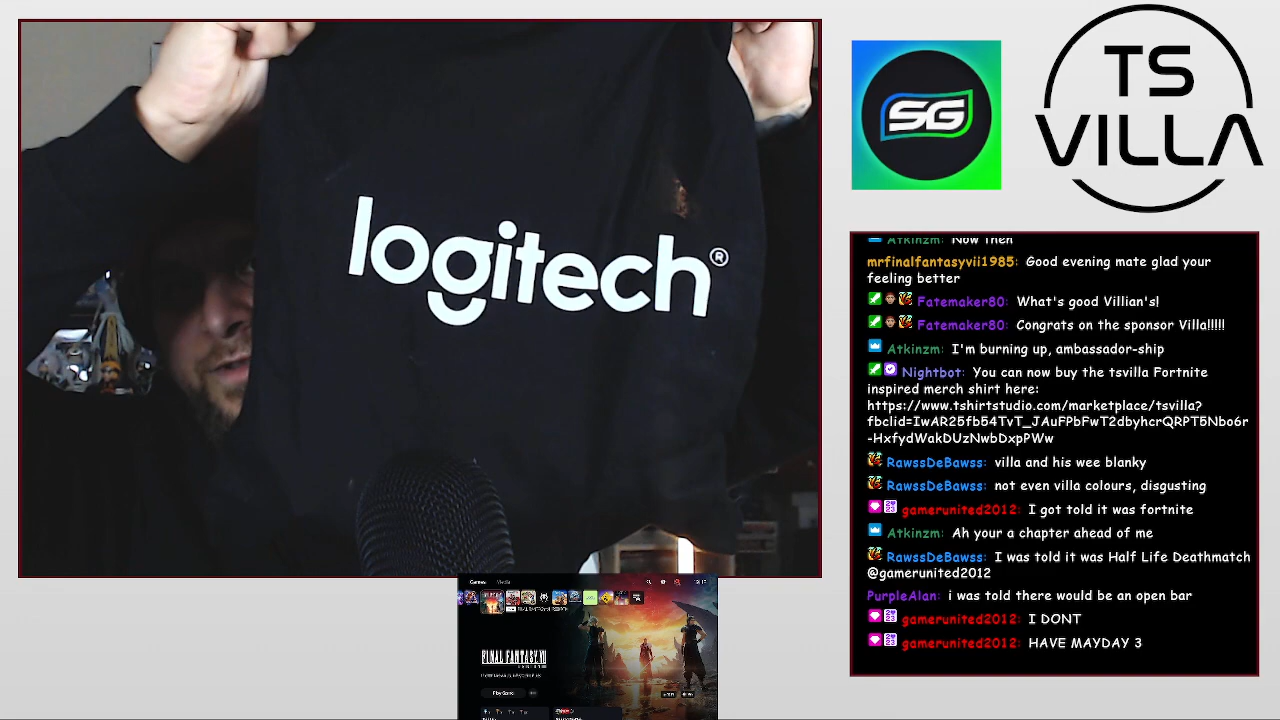 logitech®
SG
TS
VILLA
Atkinzm: Now Then
mrfinalfantasyvii1985: Good evening mate glad your
feeling better
Fatemaker80: What's good Villian's!
Fatemaker80: Congrats on the sponsor Villa!!!!!
Atkinzm: I'm burning up, ambassador-ship
Nightbot: You can now buy the tsvilla Fortnite
inspired merch shirt here:
https://www.tshirtstudio.com/marketplace/tsvilla?
fbclid=IwAR25fb54TvT_JAuFPbFwT2dbyhcrQRPT5Nbo6r
-HxfydWakDUzNwbDxpPWw
RawssDeBawss: villa and his wee blanky
RawssDeBawss: not even villa colours, disgusting
gamerunited2012: I got told it was fortnite
Atkinzm: Ah your a chapter ahead of me
RawssDeBawss: I was told it was Half Life Deathmatch
@gamerunited2012
PurpleAlan: i was told there would be an open bar
gamerunited2012: I DONT
gamerunited2012: HAVE MAYDAY 3
Games Media
FINAL FANTASY VII
Play Game